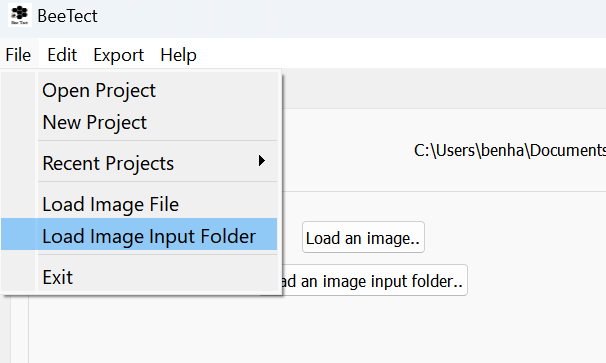 BeeTect
File Edit Export Help
Open Project
New Project
C:\Users\benha\Documents
Recent Projects
Load Image File
Load Image Input Folder
Load an image..
ad an image input folder..
Exit